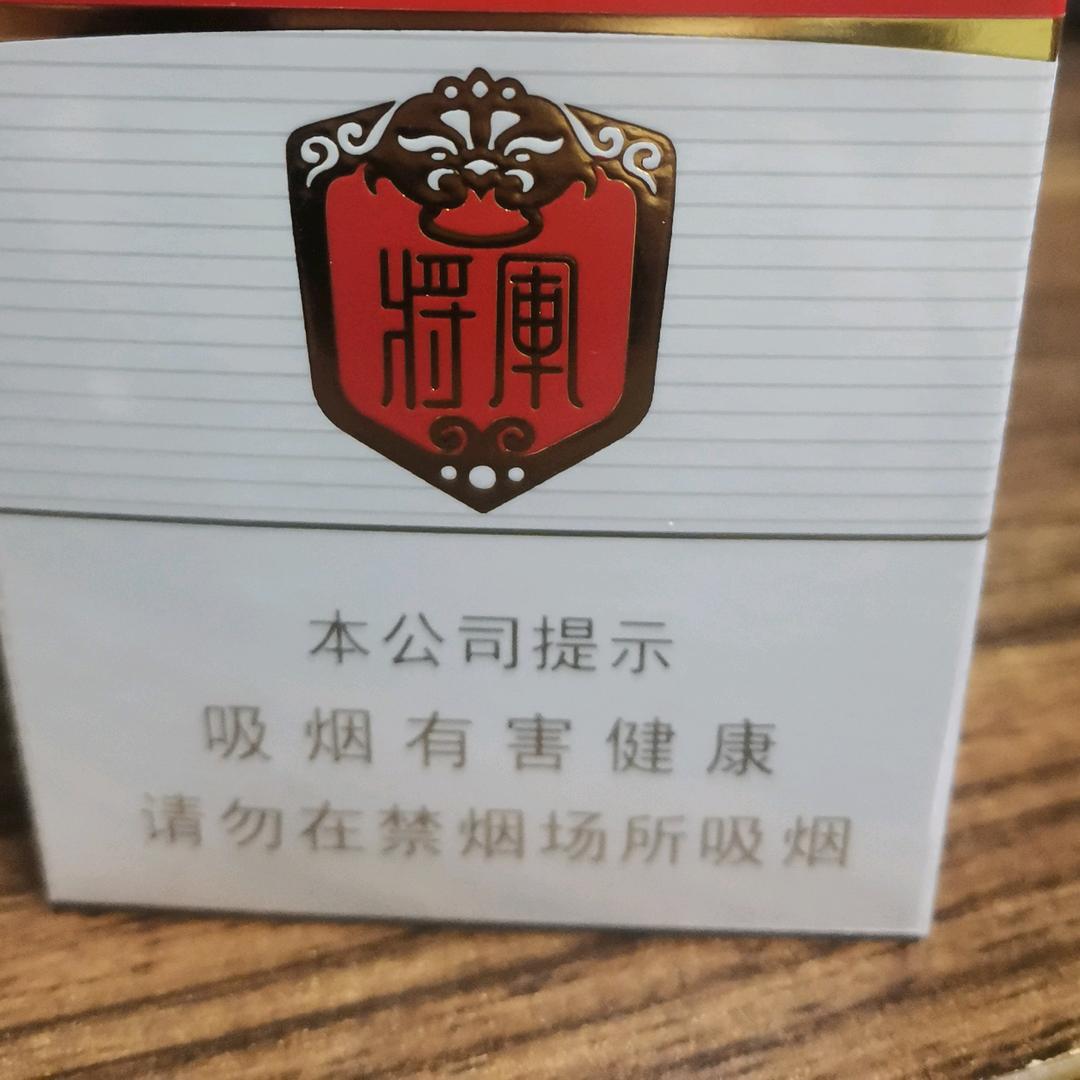 将軍
本公司提示
吸烟有害健康
请勿在禁烟场所吸烟